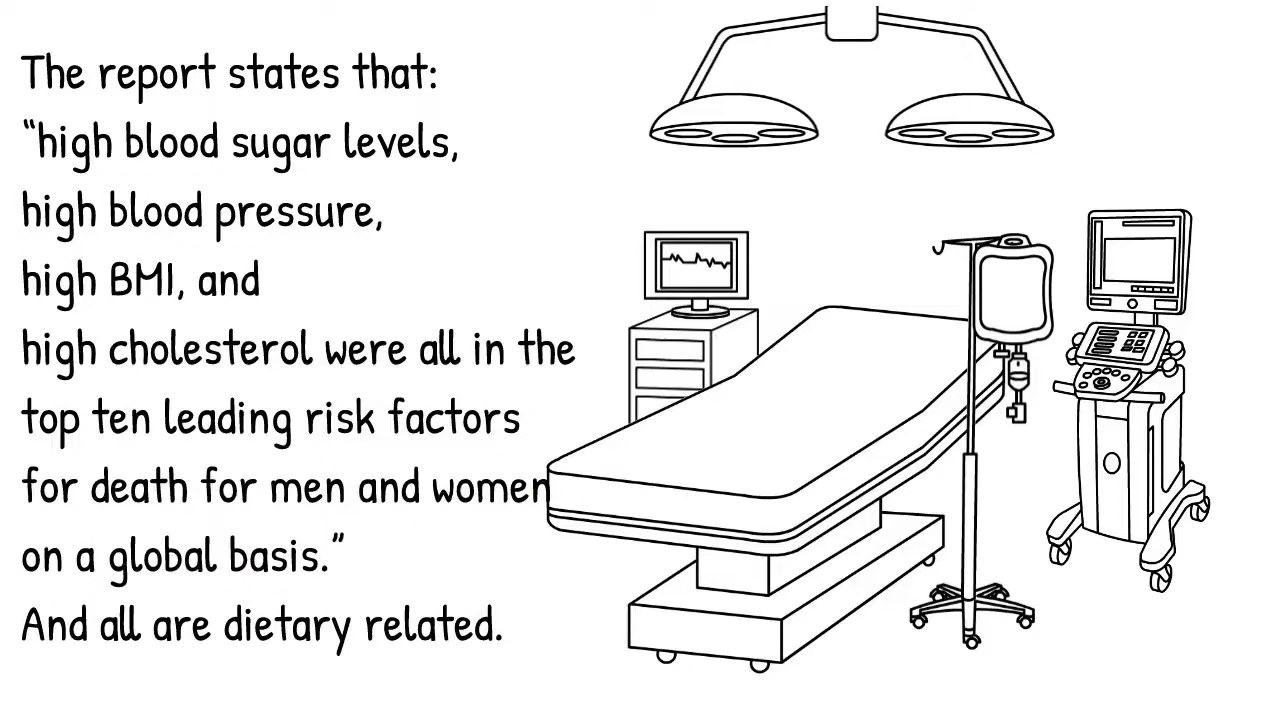 The report states that:
“high blood sugar levels,
high blood pressure,
high BMI, and
high cholesterol were all in the
top ten leading risk factors
for death for men and women
on a global basis.”
And all are dietary related.